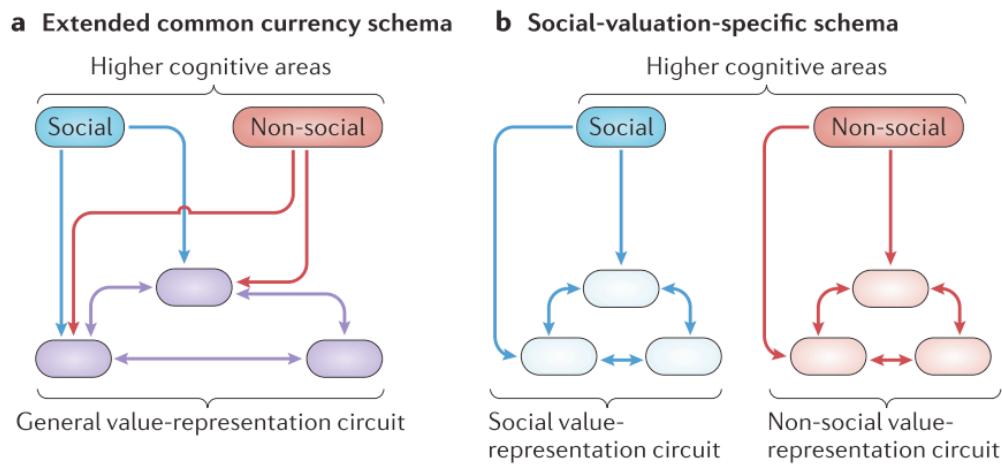 a Extended common currency schema
Higher cognitive areas
Social
Non-social
General value-representation circuit
b Social-valuation-specific schema
Higher cognitive areas
Social
Non-social
Social value-
representation circuit
Non-social value-
representation circuit